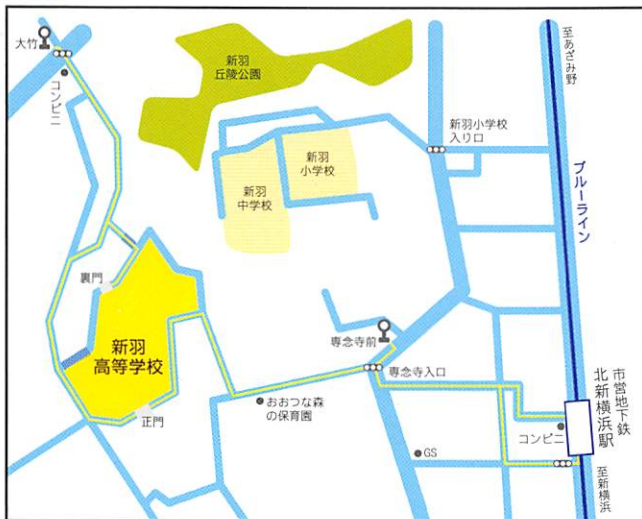 大竹
コンビニ
新羽
丘陵公園
至あざみ野
新羽小学校
入り口
新羽
小学校
新羽
中学校
ブルーライン
裏門
新羽
高等学校
正門
専念寺前
専念寺入口
おおつな森
の保育園
GS
コンビニ
市営地下鉄
北新横浜駅
至新横浜